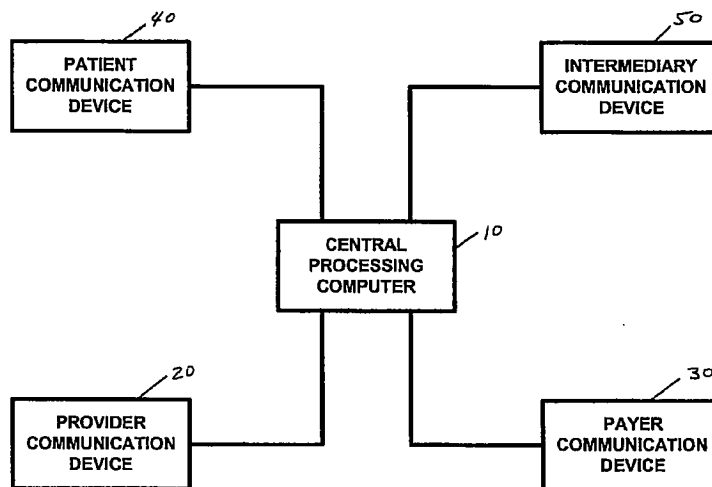 40
PATIENT
COMMUNICATION
DEVICE
50
INTERMEDIARY
COMMUNICATION
DEVICE
10
CENTRAL
PROCESSING
COMPUTER
20
PROVIDER
COMMUNICATION
DEVICE
30
PAYER
COMMUNICATION
DEVICE